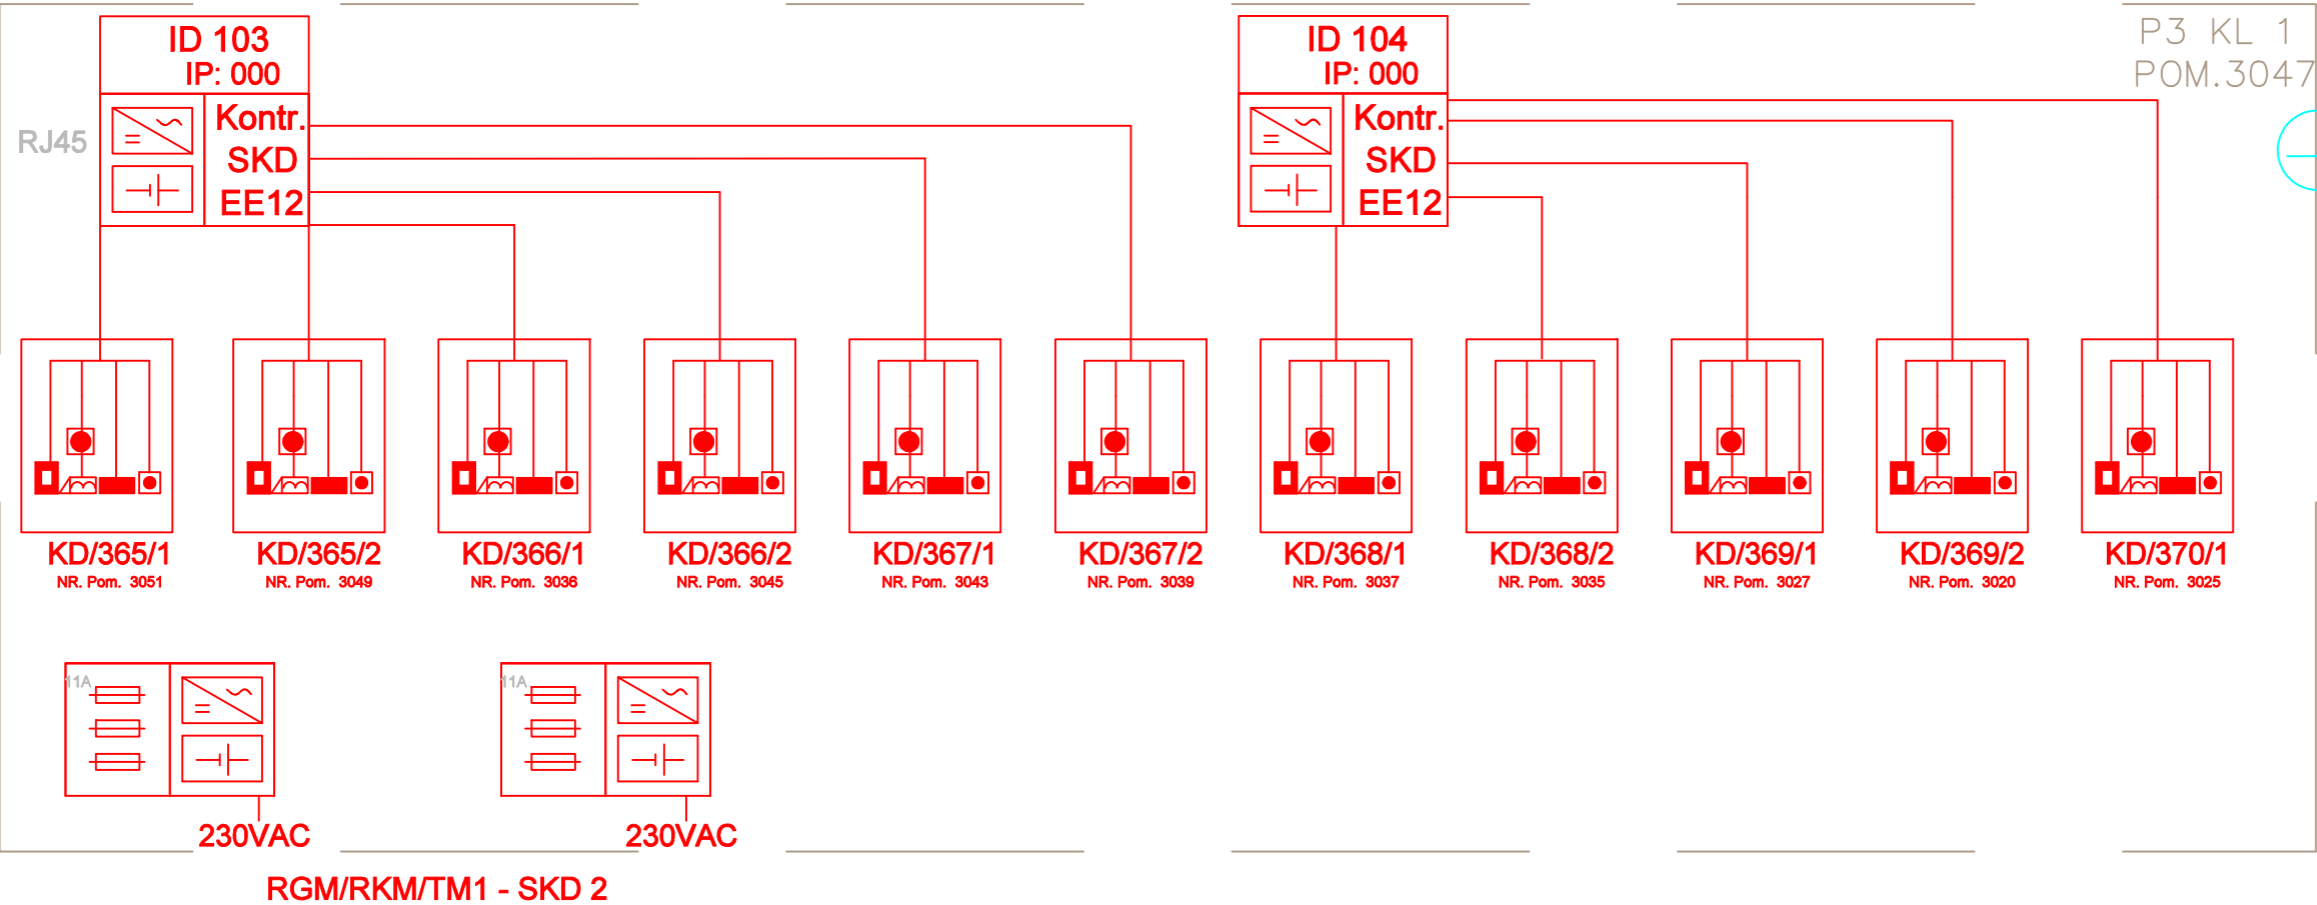 ID 103
IP: 000
Kontr.
SKD
EE12
RJ45
ID 104
IP: 000
Kontr.
SKD
EE12
P3 KL 1
POM.3047
KD/365/1
NR. Pom. 3051
KD/365/2
NR. Pom. 3049
KD/366/1
NR. Pom. 3036
KD/366/2
NR. Pom. 3045
KD/367/1
NR. Pom. 3043
KD/367/2
NR. Pom. 3039
KD/368/1
NR. Pom. 3037
KD/368/2
NR. Pom. 3035
KD/369/1
NR. Pom. 3027
KD/369/2
NR. Pom. 3020
KD/370/1
NR. Pom. 3025
11A
230VAC
11A
230VAC
RGM/RKM/TM1 - SKD 2